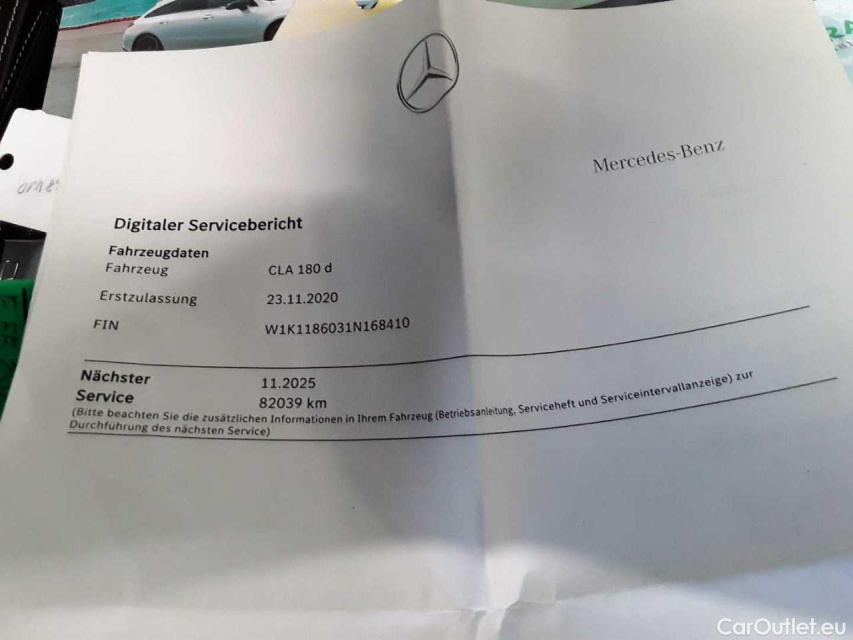 Mercedes-Benz
Digitaler Servicebericht
Fahrzeugdaten
Fahrzeug CLA 180 d
Erstzulassung 23.11.2020
FIN W1K1186031N168410
Nächster 11.2025
Service 82039 km
(Bitte beachten Sie die zusätzlichen Informationen in Ihrem Fahrzeug (Betriebsanleitung, Serviceheft und Serviceintervallanzeige) zur
Durchführung des nächsten Service)
CarOutlet.eu